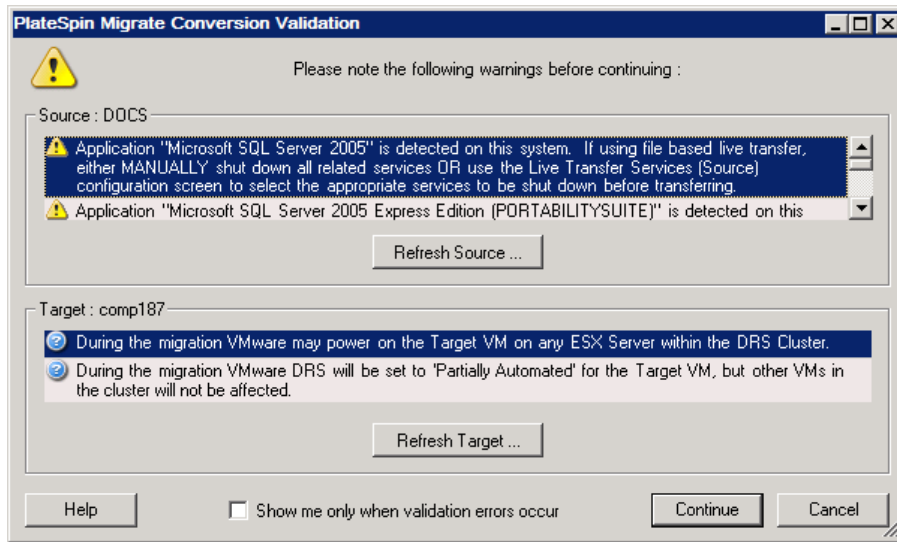 PlateSpin Migrate Conversion Validation
Please note the following warnings before continuing :
Source : DOCS
Application "Microsoft SQL Server 2005" is detected on this system. If using file based live transfer,
either MANUALLY shut down all related services OR use the Live Transfer Services (Source)
configuration screen to select the appropriate services to be shut down before transferring.
Application "Microsoft SQL Server 2005 Express Edition (PORTABILITYSUITE)" is detected on this
Refresh Source ...
Target : comp187
During the migration VMware may power on the Target VM on any ESX Server within the DRS Cluster.
During the migration VMware DRS will be set to 'Partially Automated' for the Target VM, but other VMs in
the cluster will not be affected.
Refresh Target ...
Help
Show me only when validation errors occur
Continue
Cancel